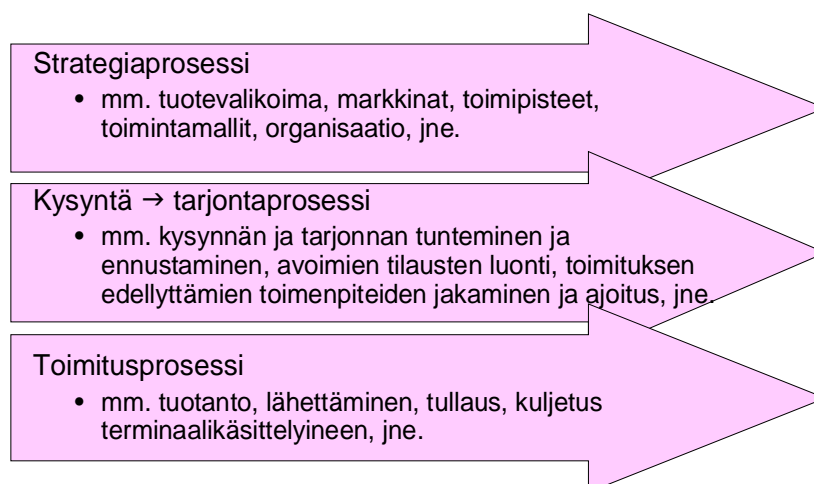 Strategiaprosessi
• mm. tuotevalikoima, markkinat, toimipisteet,
toimintamallit, organisaatio, jne.
Kysyntä → tarjontaprosessi
• mm. kysynnän ja tarjonnan tunteminen ja
ennustaminen, avoimien tilausten luonti, toimituksen
edellyttämien toimenpiteiden jakaminen ja ajoitus, jne.
Toimitusprosessi
• mm. tuotanto, lähettäminen, tullaus, kuljetus
terminaalikäsittelyineen, jne.